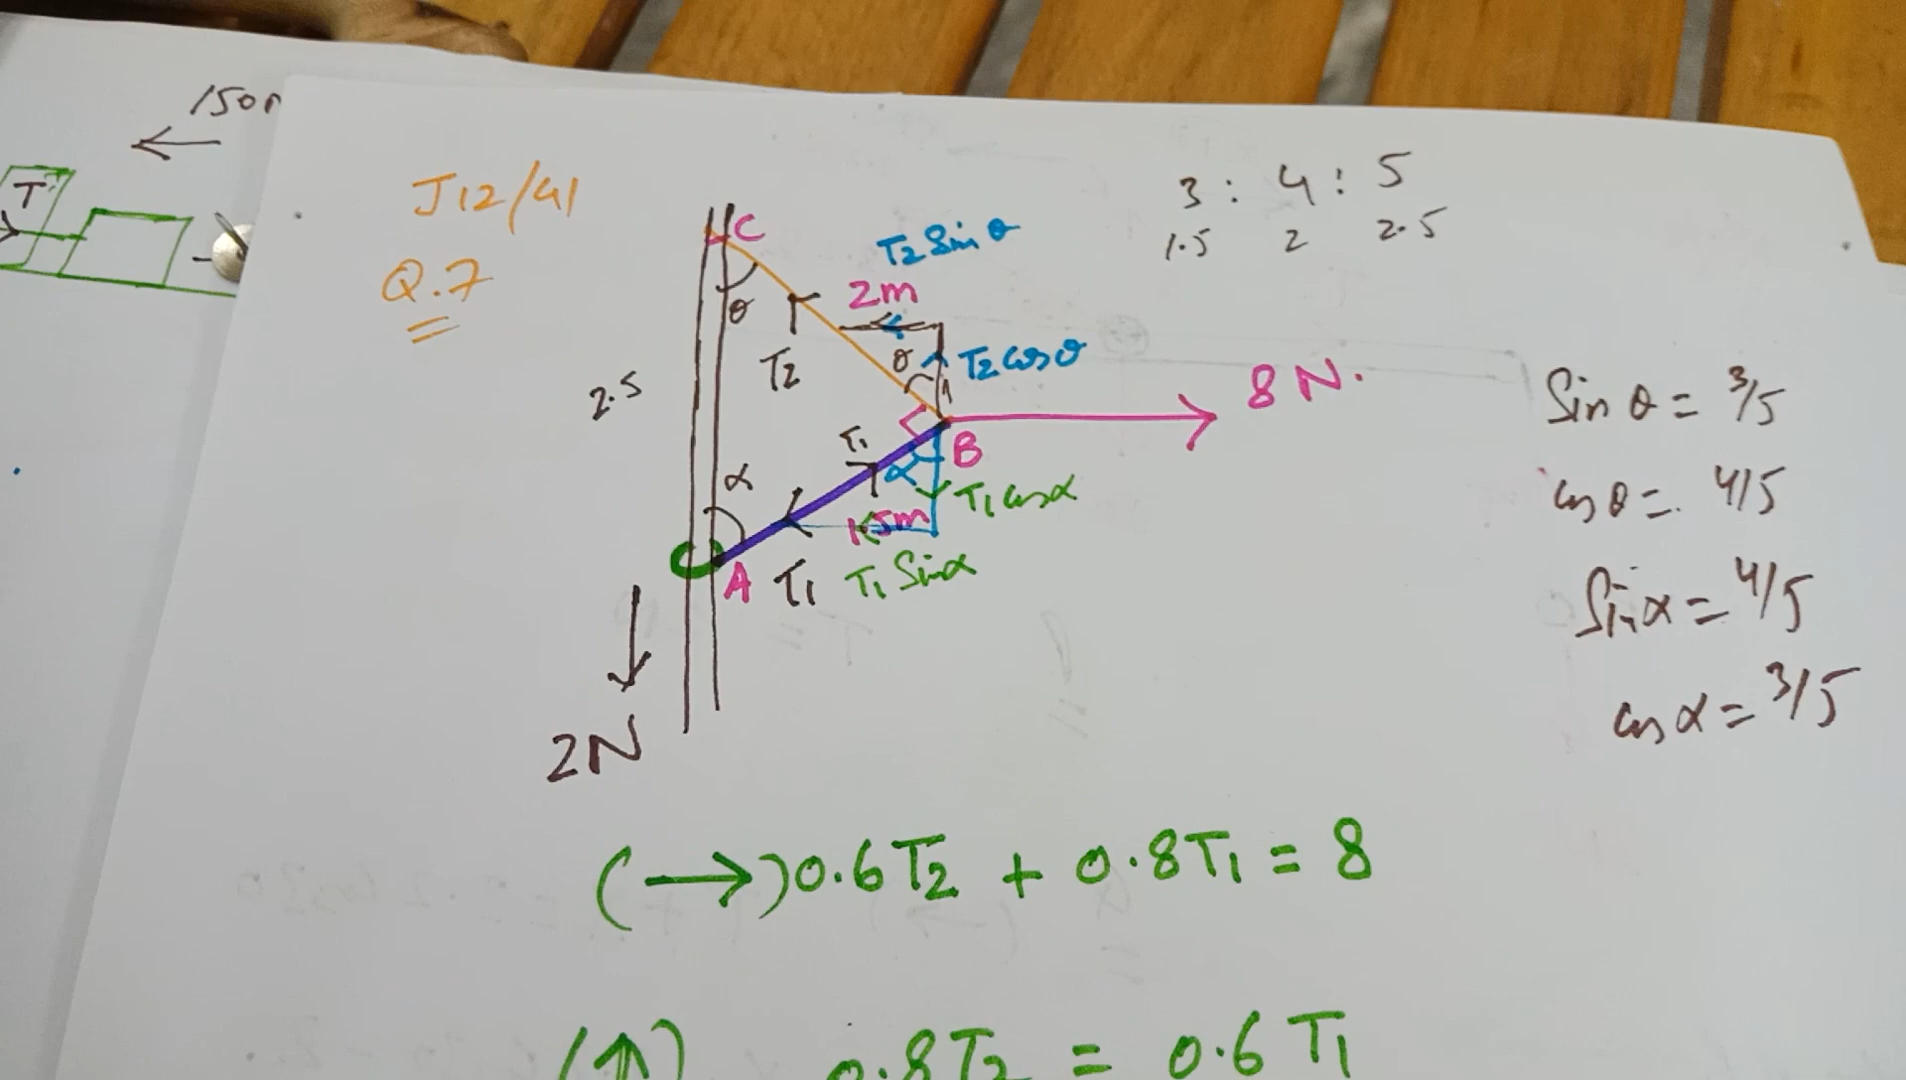 150
T
J12/41
Q.7
3 : 4 : 5
1.5 2 2.5
C
T2 Sin θ
2m
θ
T2
θ
T2 cos θ
8 N.
2.5
T1
B
α
α
T1 cos α
1.5m
A
T1
T1 Sin α
2N
Sin θ = 3/5
cos θ = 4/5
Sin α = 4/5
cos α = 3/5
(→) 0.6 T2 + 0.8 T1 = 8
(↑) 0.8 T2 = 0.6 T1